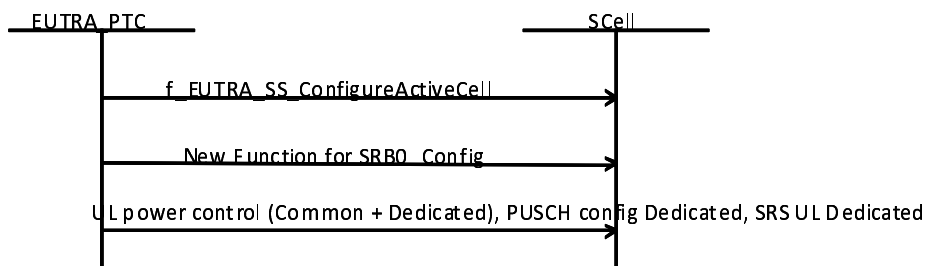 EUTRA_PTC SCell
f_EUTRA_SS_ConfigureActiveCell
New Function for SRB0_Config
UL power control (Common + Dedicated), PUSCH config Dedicated, SRS UL Dedicated